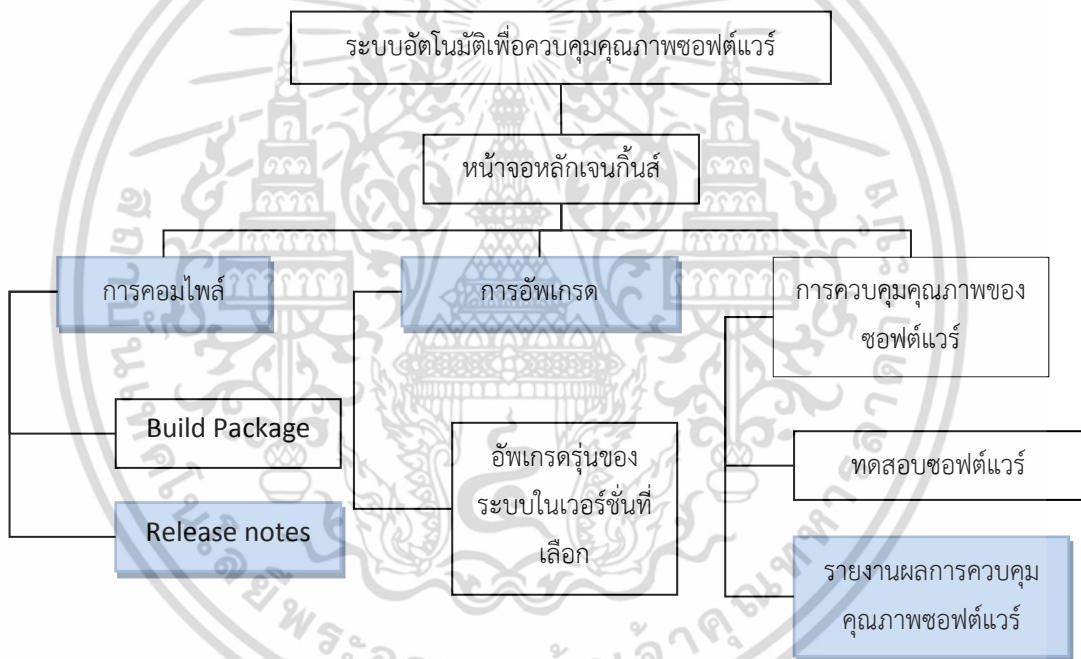 ระบบอัตโนมัติเพื่อควบคุมคุณภาพซอฟต์แวร์
หน้าจอหลักเจนกิ้นส์
การคอมไพล์
การอัพเกรด
การควบคุมคุณภาพของ
ซอฟต์แวร์
Build Package
Release notes
อัพเกรดรุ่นของ
ระบบในเวอร์ชั่นที่
เลือก
ทดสอบซอฟต์แวร์
รายงานผลการควบคุม
คุณภาพซอฟต์แวร์